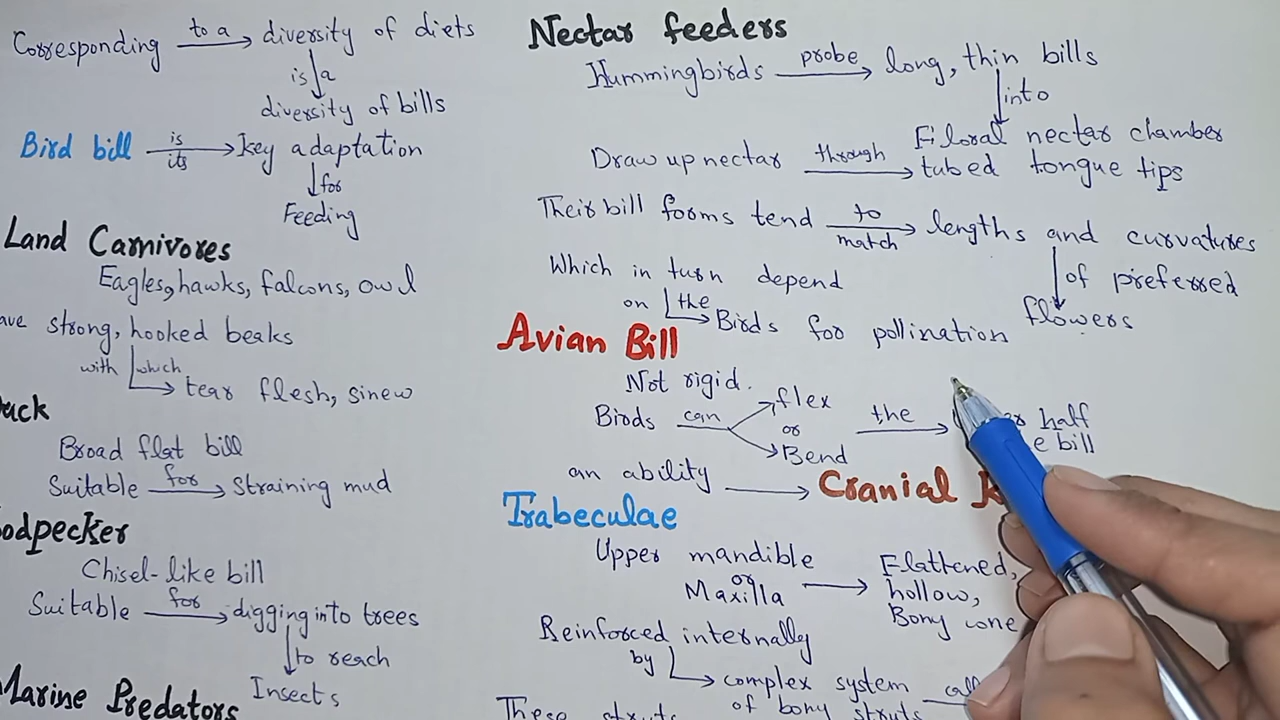 Corresponding to a diversity of diets
is a
diversity of bills
Bird bill is its Key adaptation
for
Feeding
Land Carnivores
Eagles, hawks, falcons, owl
strong, hooked beaks
with which
tear flesh, sinew
Broad flat bill
Suitable for straining mud
Chisel-like bill
Suitable for digging into trees
to reach
Insects
Marine Predators
Nectar feeders
Hummingbirds probe long, thin bills
into
Floral nectar chamber
Draw up nectar through tubed tongue tips
Their bill forms tend to match lengths and curvatures
of preferred
flowers
Which in turn depend
on the
Birds for pollination
Avian Bill
Not rigid.
Birds can flex
or
Bend
the half
bill
an ability Cranial
Trabeculae
Upper mandible
or
Maxilla
Flattened,
hollow,
Bony cone
Reinforced internally
by
complex system
of bony struts
These struts